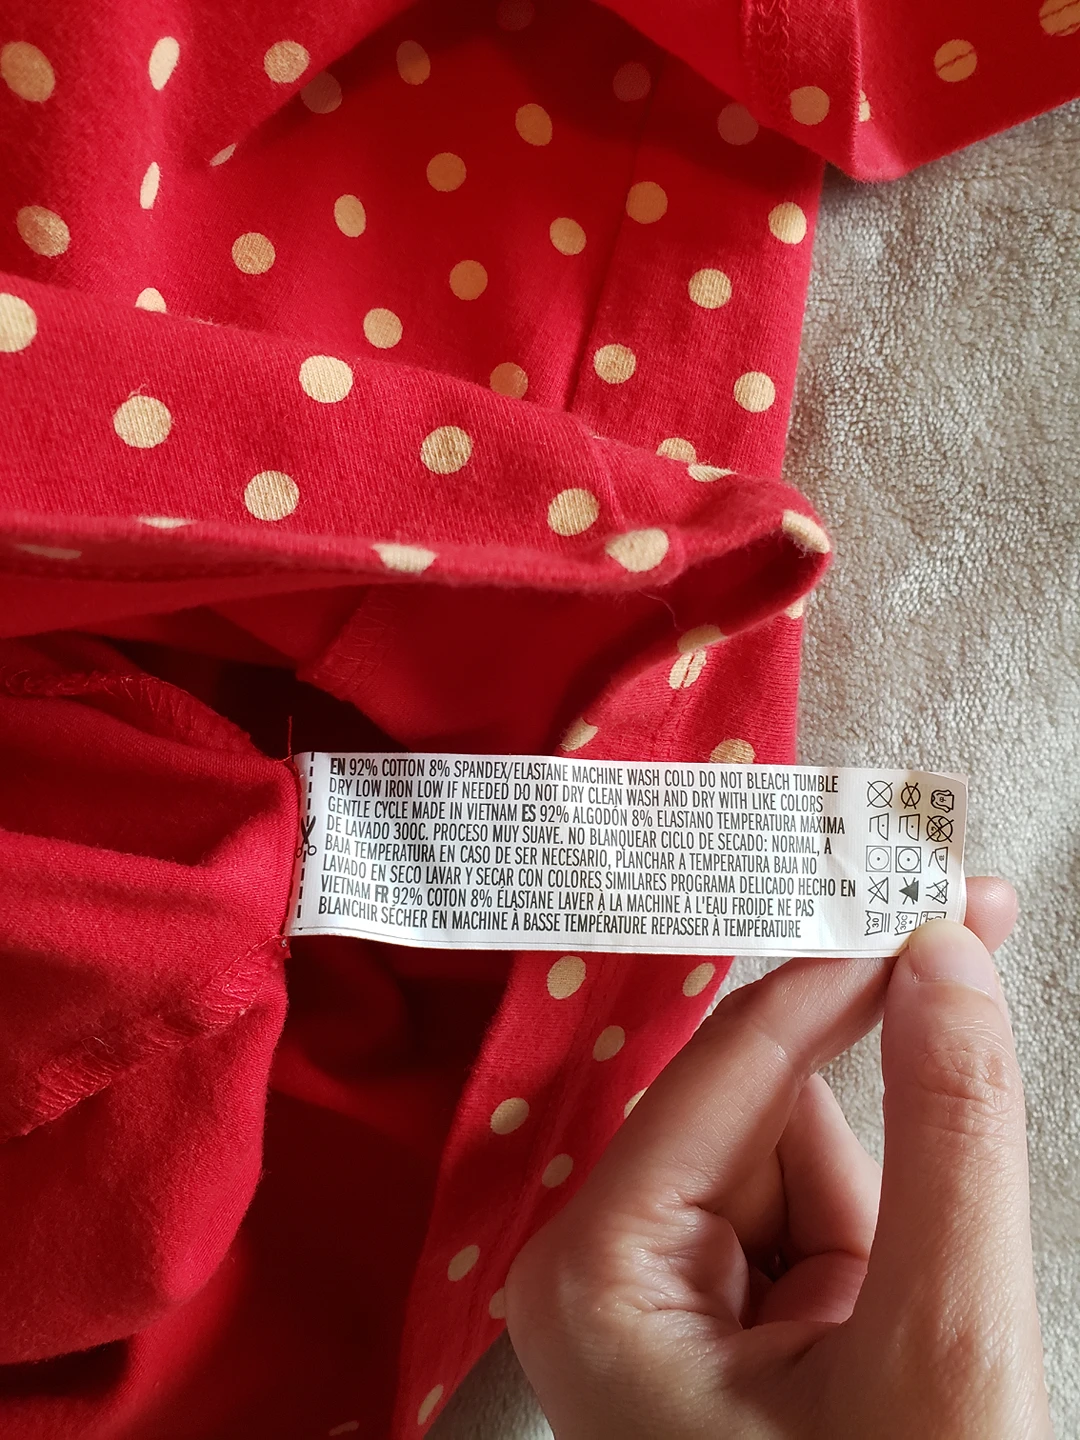 EN 92% COTTON 8% SPANDEX/ELASTANE MACHINE WASH COLD DO NOT BLEACH TUMBLE
DRY LOW IRON LOW IF NEEDED DO NOT DRY CLEAN WASH AND DRY WITH LIKE COLORS
GENTLE CYCLE MADE IN VIETNAM ES 92% ALGODÓN 8% ELASTANO TEMPERATURA MÁXIMA
DE LAVADO 300C. PROCESO MUY SUAVE. NO BLANQUEAR CICLO DE SECADO: NORMAL, A
BAJA TEMPERATURA EN CASO DE SER NECESARIO, PLANCHAR A TEMPERATURA BAJA NO
LAVADO EN SECO LAVAR Y SECAR CON COLORES SIMILARES PROGRAMA DELICADO HECHO EN
VIETNAM FR 92% COTON 8% ÉLASTANE LAVER À LA MACHINE À L'EAU FROIDE NE PAS
BLANCHIR SÉCHER EN MACHINE À BASSE TEMPÉRATURE REPASSER À TEMPÉRATURE
30
30C